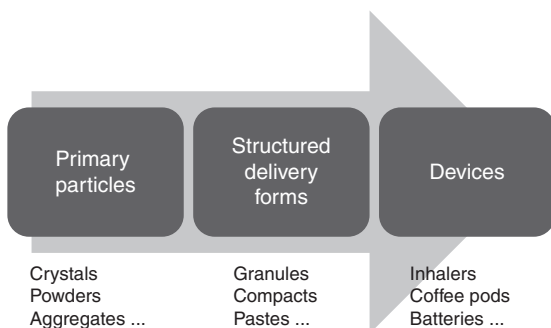 Primary
particles
Structured
delivery
forms
Devices
Crystals
Powders
Aggregates ...
Granules
Compacts
Pastes ...
Inhalers
Coffee pods
Batteries ...